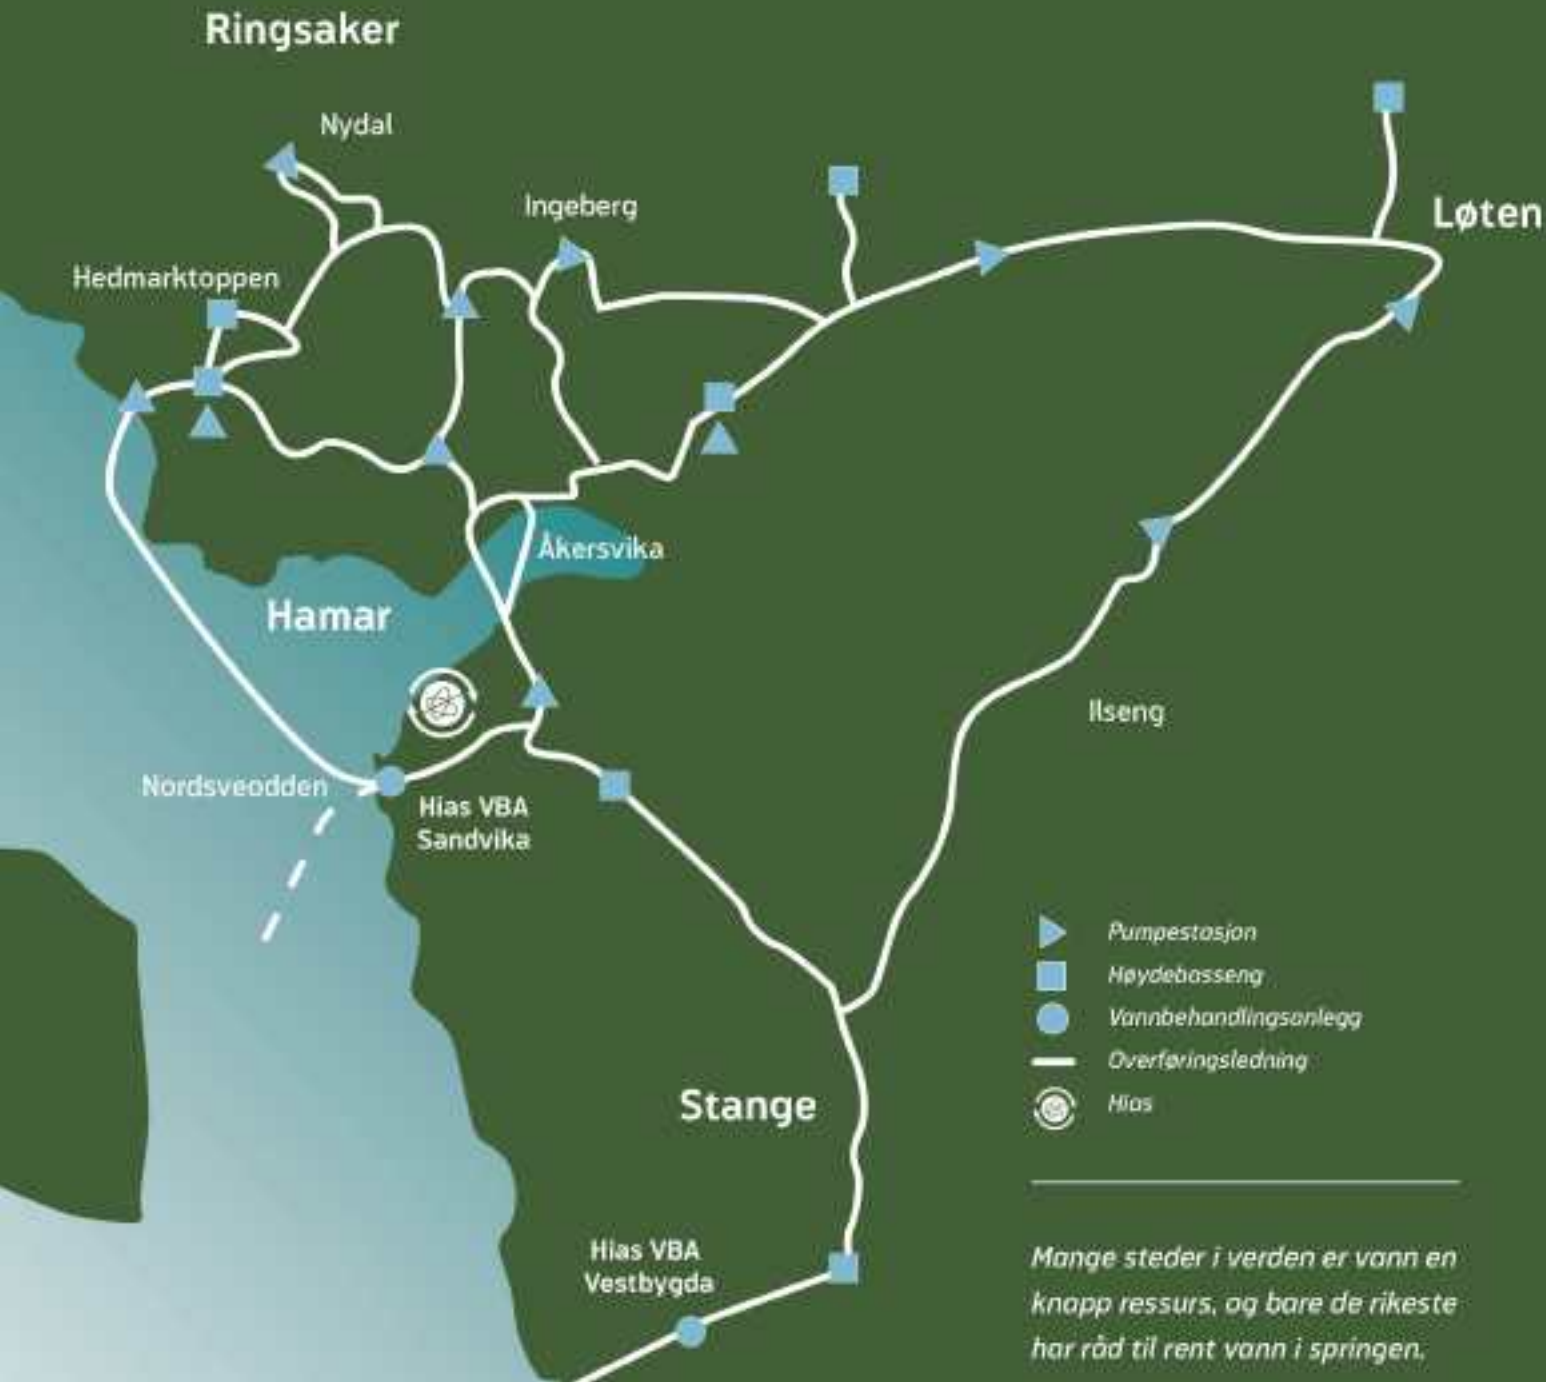 Ringsaker
Nydal
Ingeberg
Løten
Hedmarktoppen
Åkersvika
Hamar
Ilseng
Nordsveodden
Hias VBA
Sandvika
Pumpestasjon
Høydebasseng
Vannbehandlingsanlegg
Overføringsledning
Hias
Stange
Hias VBA
Vestbygda
Mange steder i verden er vann en
knapp ressurs, og bare de rikeste
har råd til rent vann i springen.